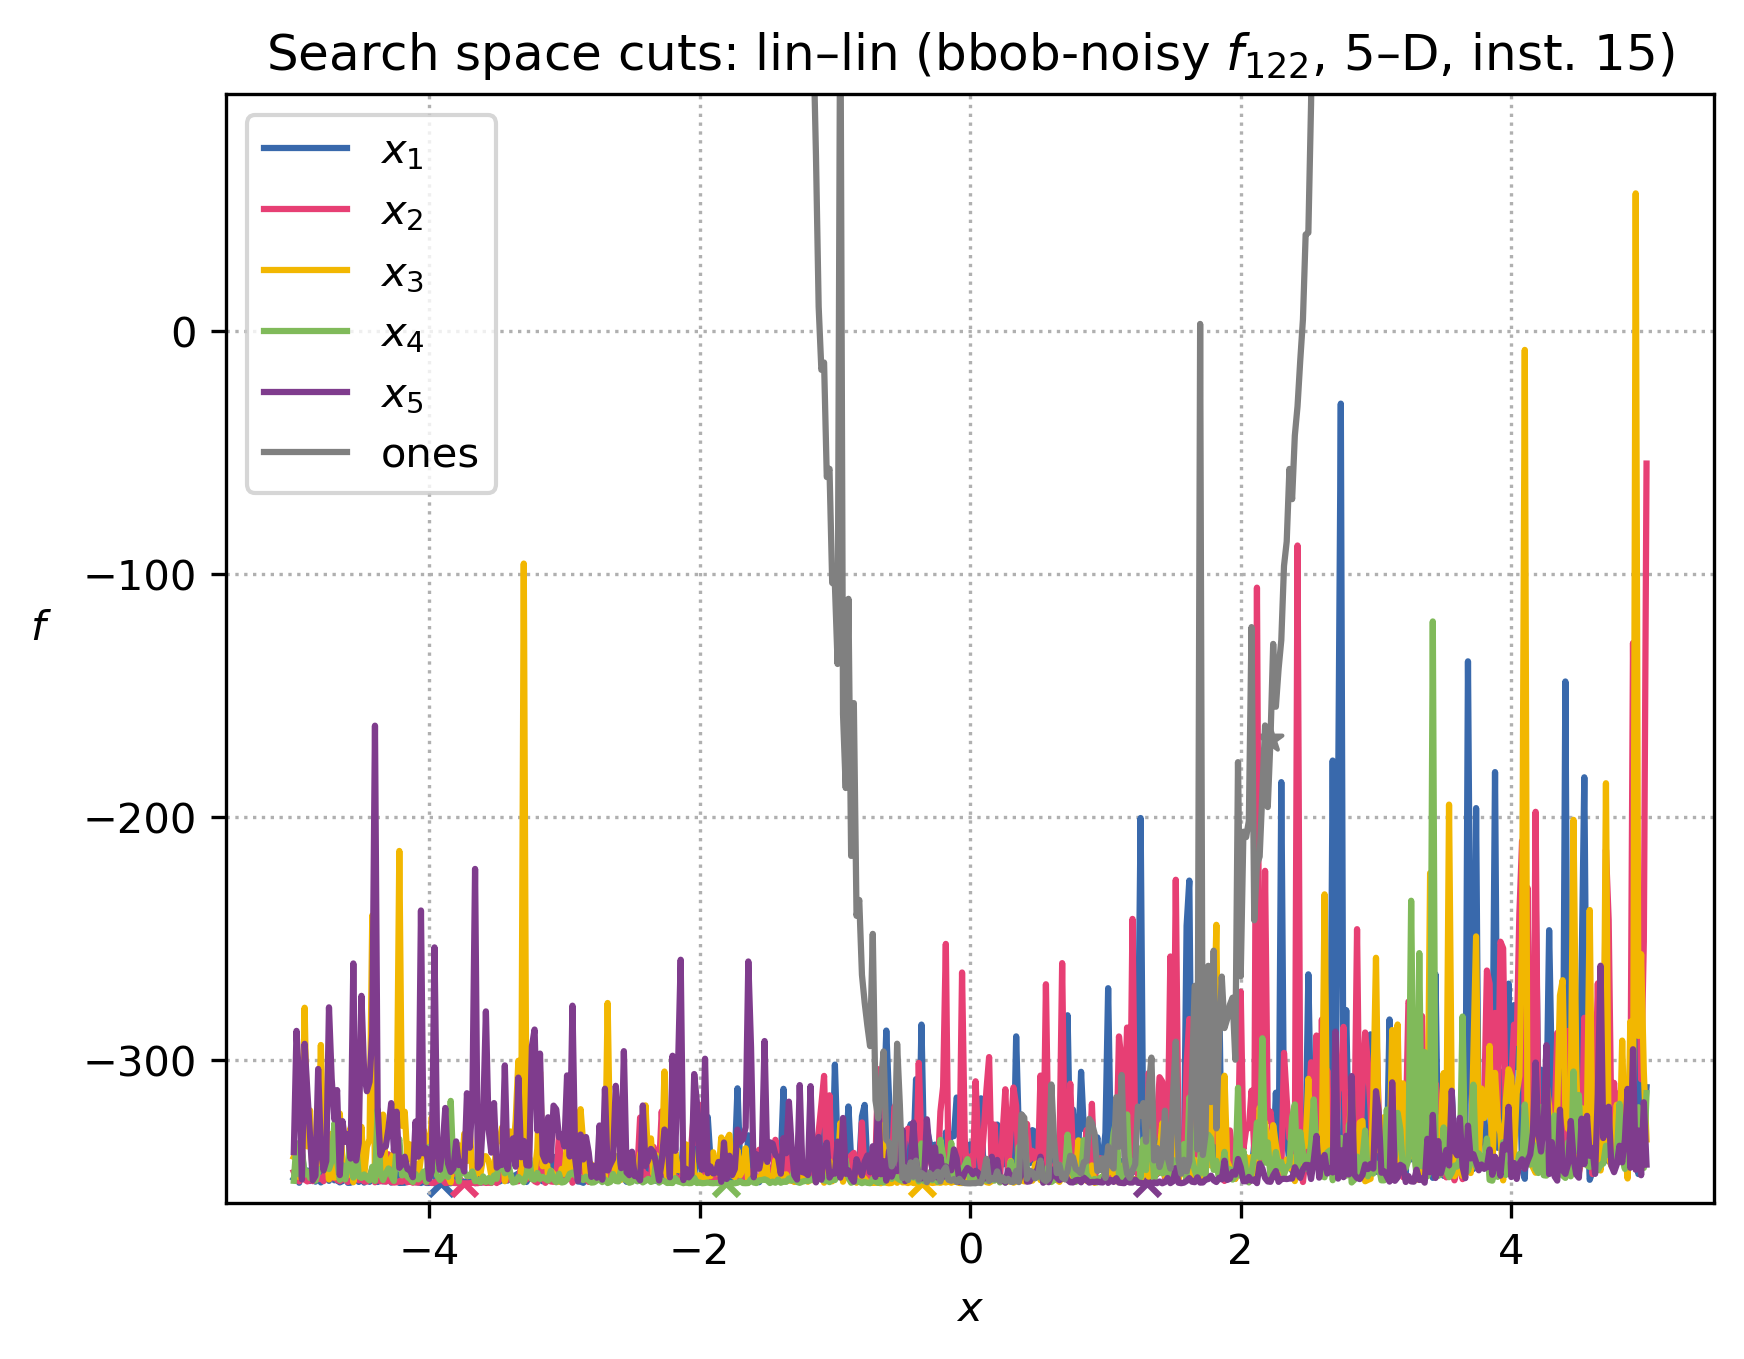 Search space cuts: lin–lin (bbob-noisy f₁₂₂, 5–D, inst. 15)
x₁
x₂
x₃
x₄
x₅
ones
0
−100
−200
−300
f
−4 −2 0 2 4
x